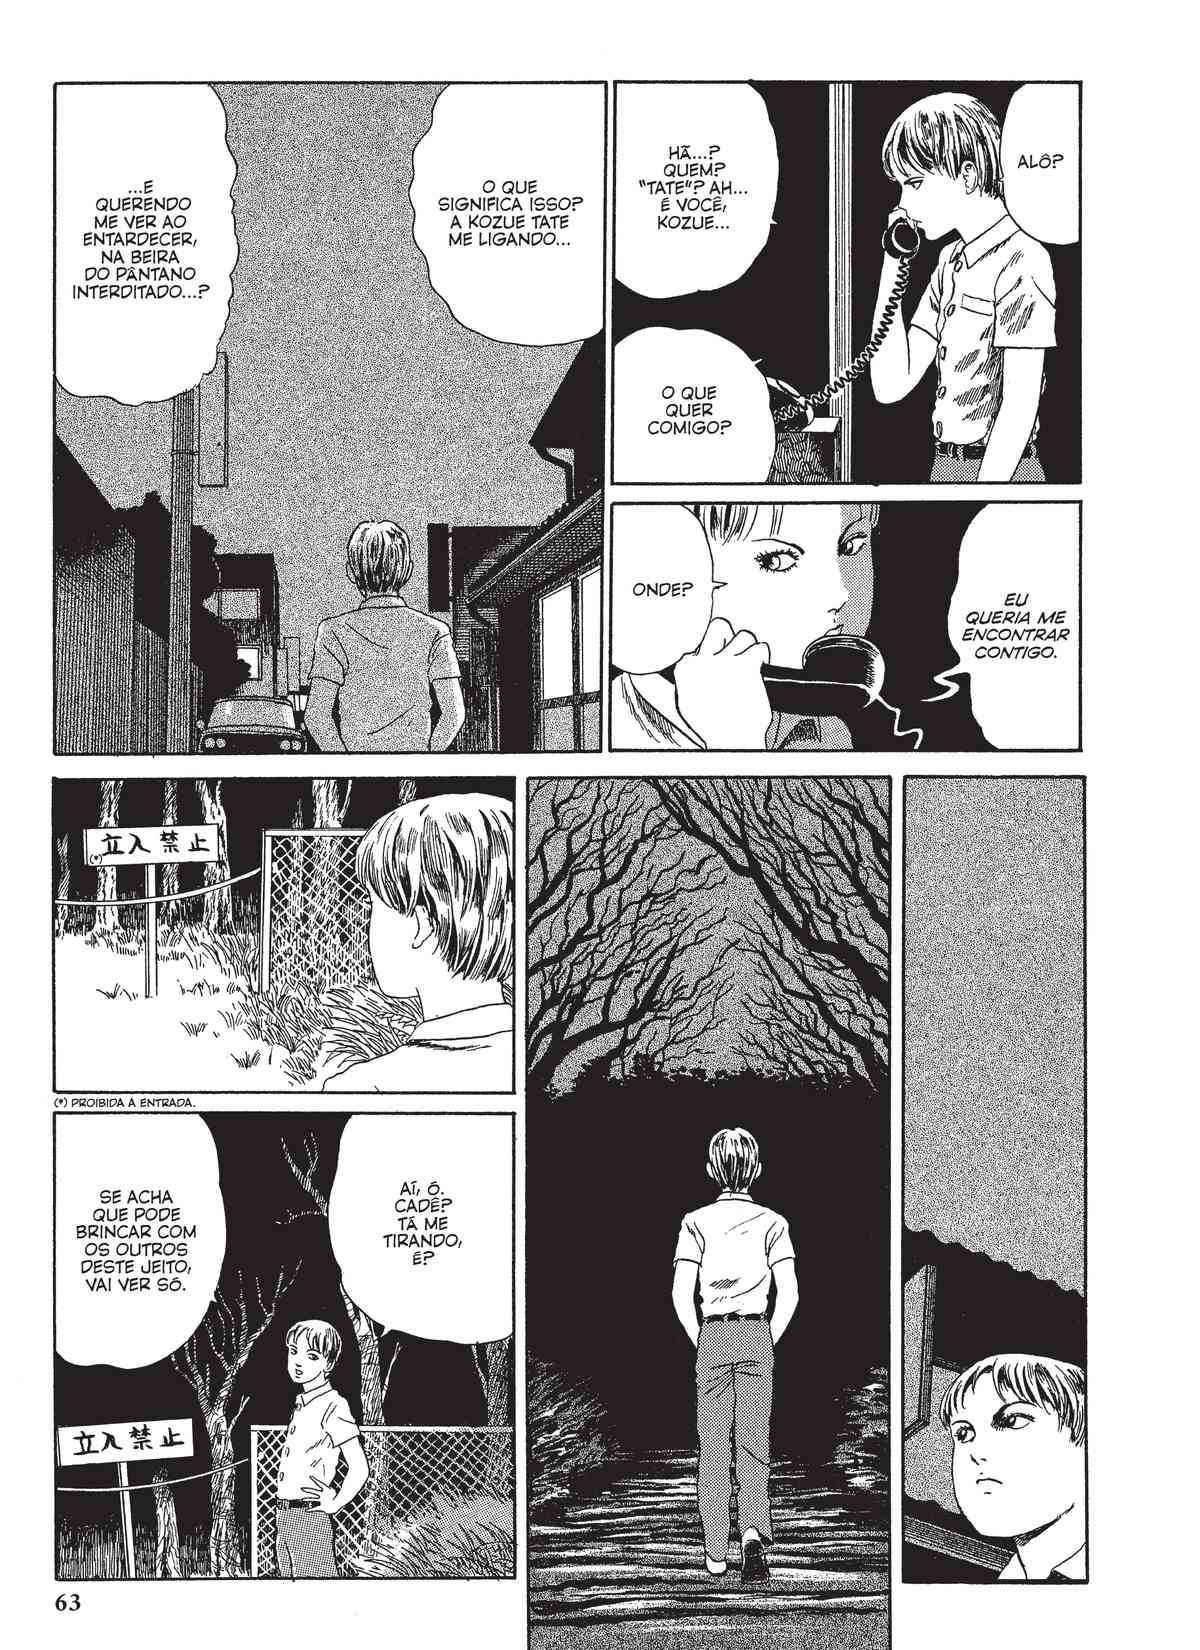 ALÔ?
HÃ...?
QUEM?
"TATE"? AH...
É VOCÊ,
KOZUE...
O QUE
QUER
COMIGO?
EU
QUERIA ME
ENCONTRAR
CONTIGO.
ONDE?
O QUE
SIGNIFICA ISSO?
A KOZUE TATE
ME LIGANDO...
...E
QUERENDO
ME VER AO
ENTARDECER,
NA BEIRA
DO PÂNTANO
INTERDITADO...?
(*)立入禁止
(*) PROIBIDA A ENTRADA.
AÍ, Ó.
CADÊ?
TÁ ME
TIRANDO,
É?
SE ACHA
QUE PODE
BRINCAR COM
OS OUTROS
DESTE JEITO,
VAI VER SÓ.
立入禁止
63